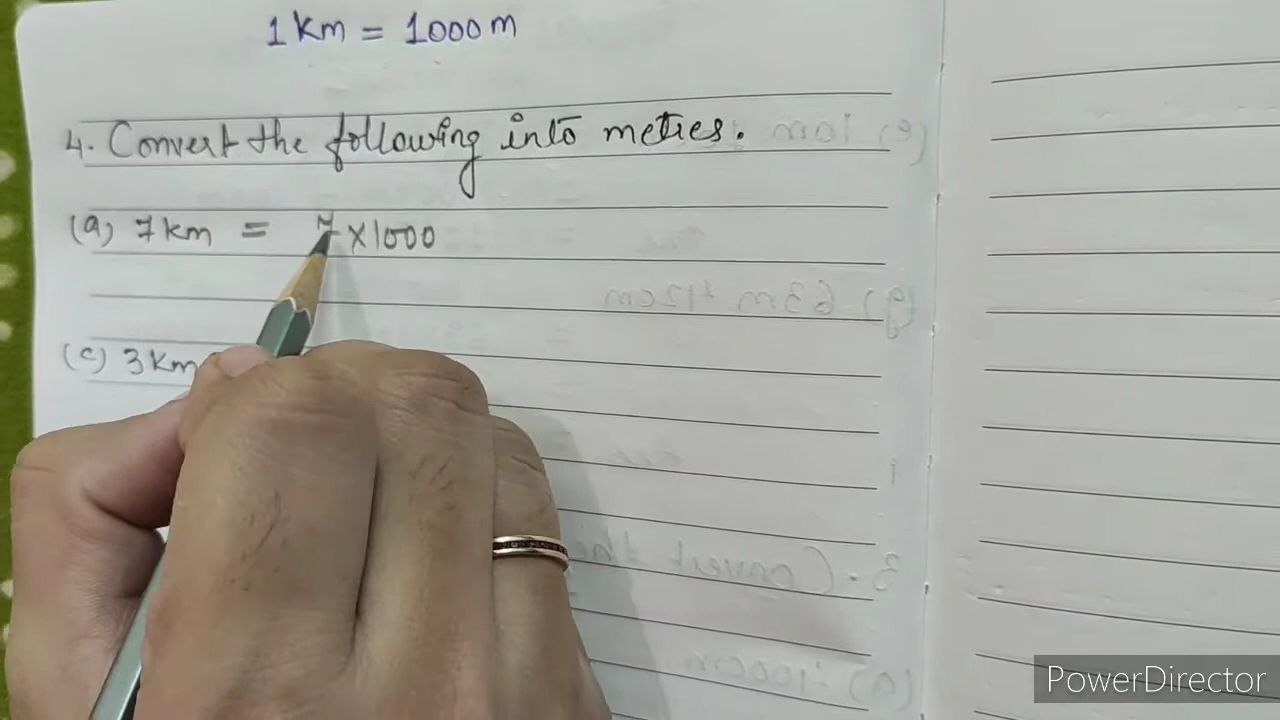 1 Km = 1000 m
4. Convert the following into metres.
(a) 7 km = 7 × 1000
(c) 3 Km
PowerDirector